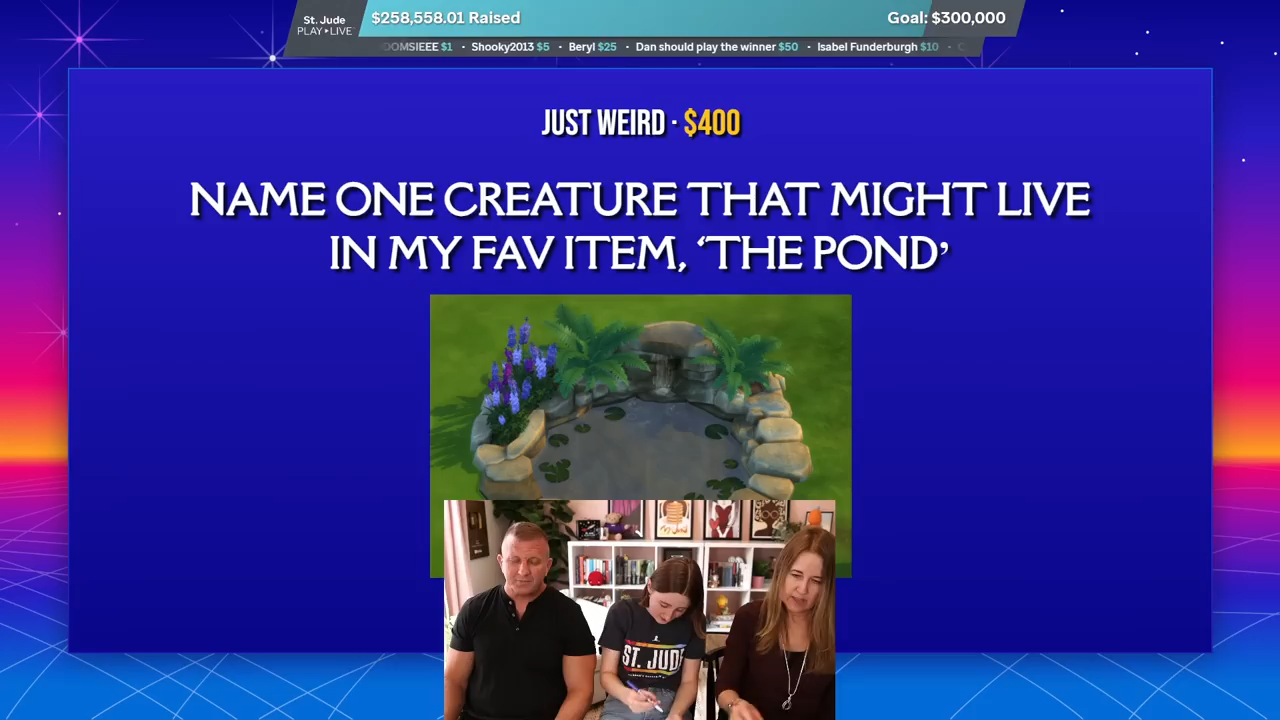 St. Jude
PLAY LIVE
$258,558.01 Raised
Goal: $300,000
OOMSIEEE $1 • Shooky2013 $5 • Beryl $25 • Dan should play the winner $50 • Isabel Funderburgh $10 •
JUST WEIRD · $400
NAME ONE CREATURE THAT MIGHT LIVE
IN MY FAV ITEM, ‘THE POND’
ST. JUDE